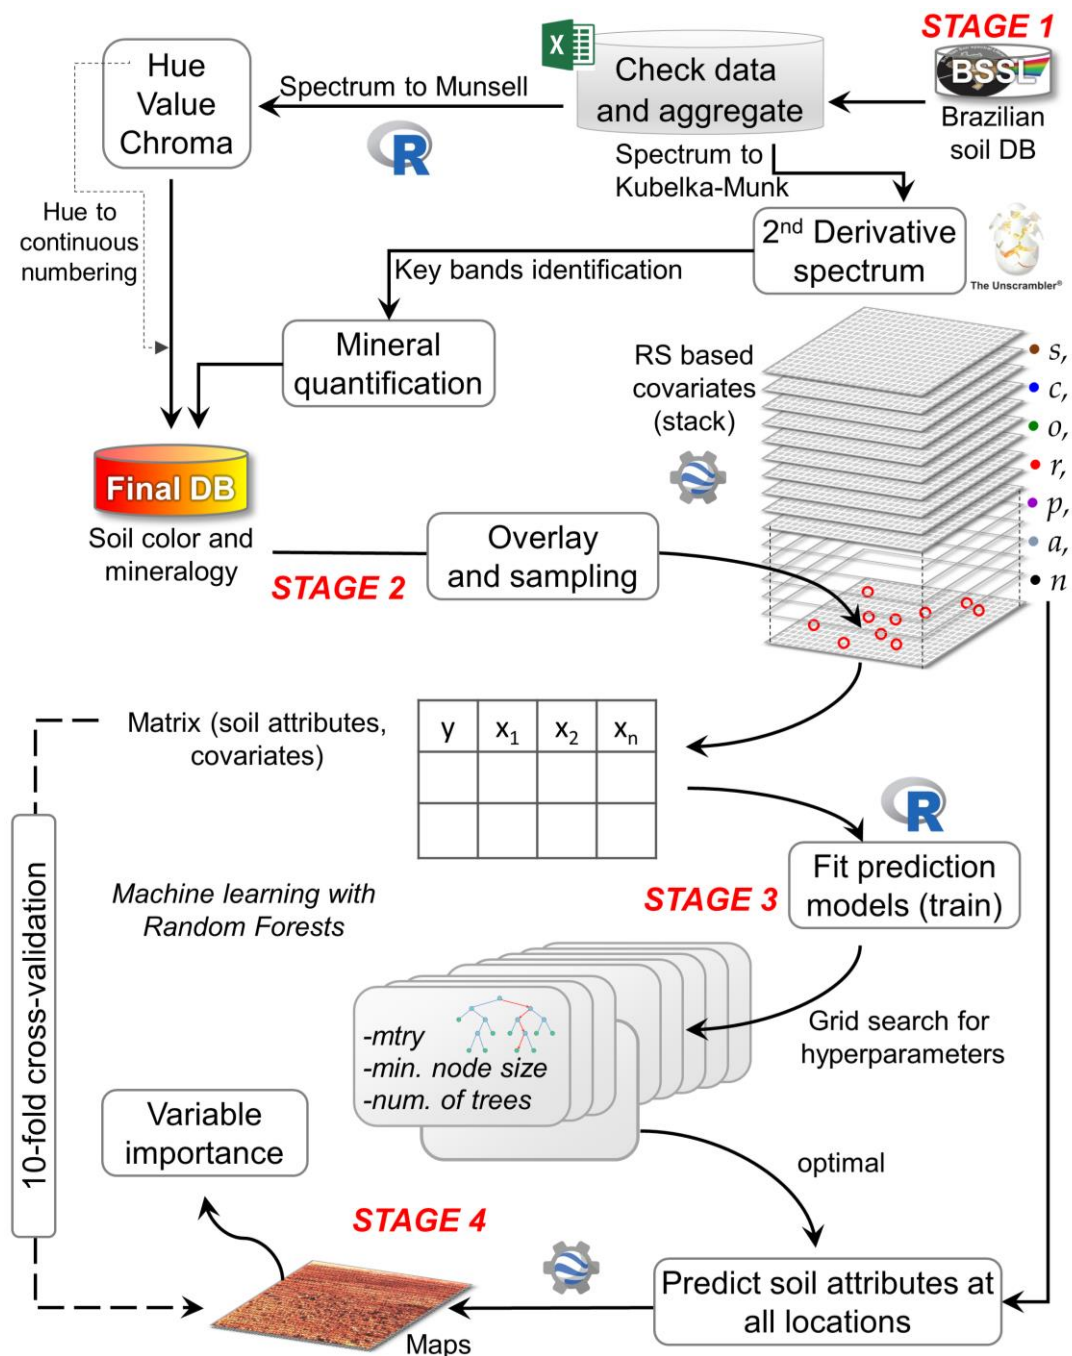 STAGE 1
BSSL
Brazilian
soil DB
X
Check data
and aggregate
Spectrum to Munsell
R
Hue
Value
Chroma
Spectrum to
Kubelka-Munk
Hue to
continuous
numbering
2nd Derivative
spectrum
The Unscrambler®
Key bands identification
Mineral
quantification
RS based
covariates
(stack)
s,
c,
o,
r,
p,
a,
n
Final DB
Soil color and
mineralogy
STAGE 2
Overlay
and sampling
Matrix (soil attributes,
covariates)
y x1 x2 xn
R
Fit prediction
models (train)
STAGE 3
Machine learning with
Random Forests
10-fold cross-validation
-mtry
-min. node size
-num. of trees
Grid search for
hyperparameters
Variable
importance
optimal
STAGE 4
Predict soil attributes at
all locations
Maps